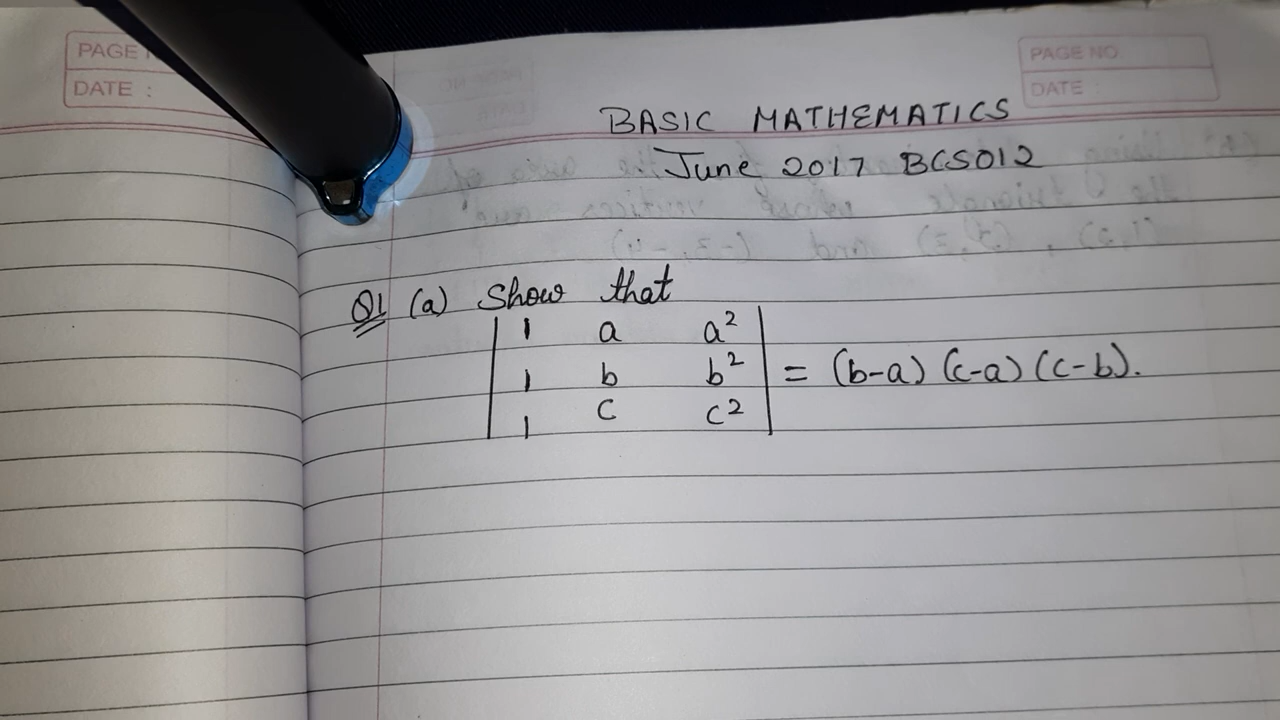 PAGE
DATE :
PAGE NO.
DATE
BASIC MATHEMATICS
June 2017 BCS012
Q1 (a) Show that
| 1 a a² |
| 1 b b² | = (b-a) (c-a) (c-b).
| 1 c c² |